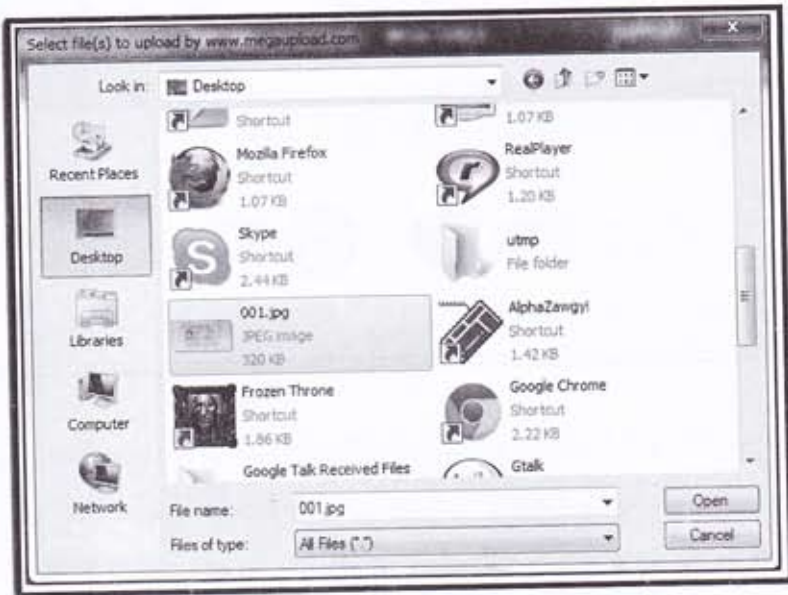 Select file(s) to upload by www.megaupload.com
Look in: Desktop
Shortcut
1.07 KB
Mozilla Firefox
Shortcut
1.07 KB
RealPlayer
Shortcut
1.20 KB
Recent Places
Skype
Shortcut
2.44 KB
utmp
File folder
Desktop
001.jpg
JPEG image
320 KB
AlphaZawgyi
Shortcut
1.42 KB
Libraries
Frozen Throne
Shortcut
1.86 KB
Google Chrome
Shortcut
2.22 KB
Computer
Google Talk Received Files
Gtalk
Network
File name: 001.jpg
Open
Files of type: All Files (*.*)
Cancel